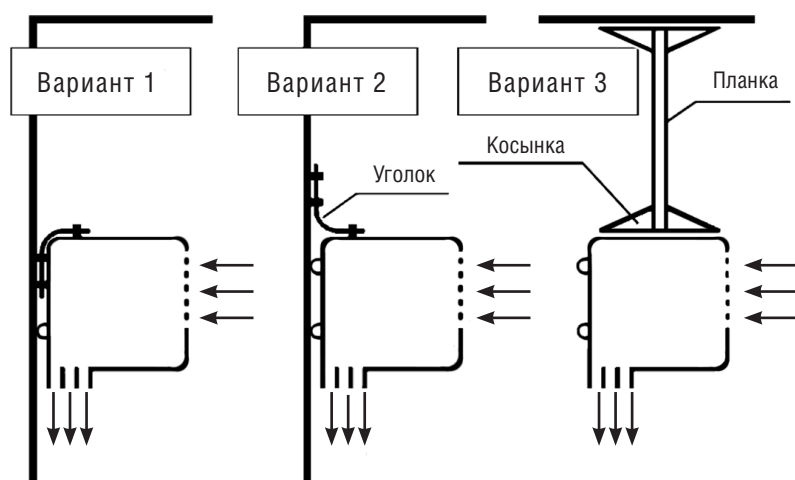 Вариант 1
Вариант 2
Вариант 3
Планка
Косынка
Уголок